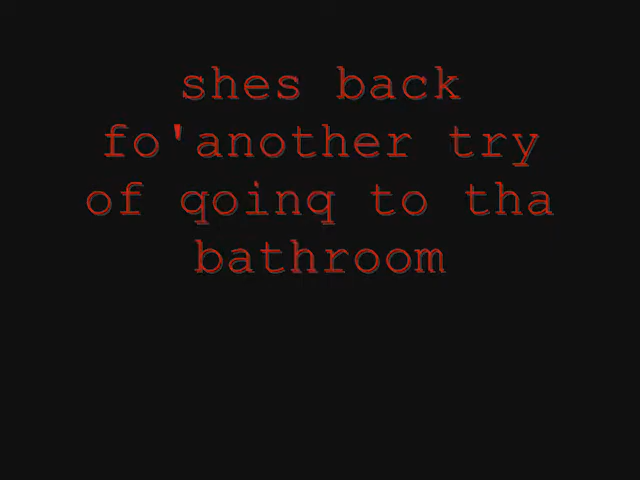 shes back
fo'another try
of qoinq to tha
bathroom